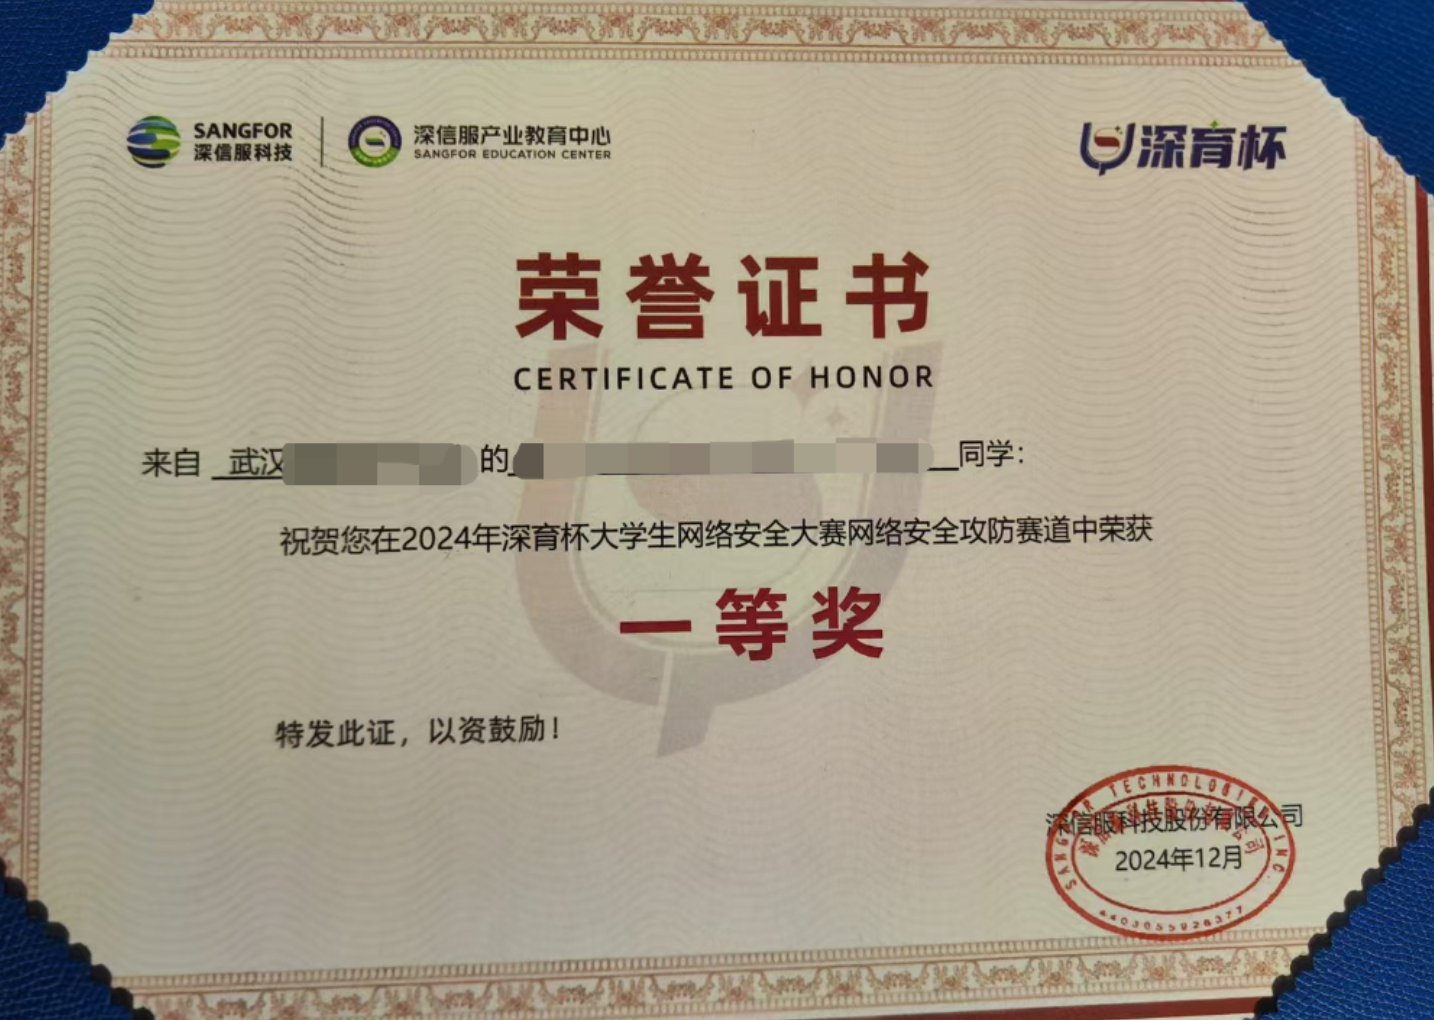 SANGFOR
深信服科技
深信服产业教育中心
SANGFOR EDUCATION CENTER
深育杯
荣誉证书
CERTIFICATE OF HONOR
来自 武汉 的 同学：
祝贺您在2024年深育杯大学生网络安全大赛网络安全攻防赛道中荣获
一等奖
特发此证，以资鼓励！
SANGFOR TECHNOLOGIES INC.
深信服科技股份有限公司
深信服科技股份有限公司
2024年12月